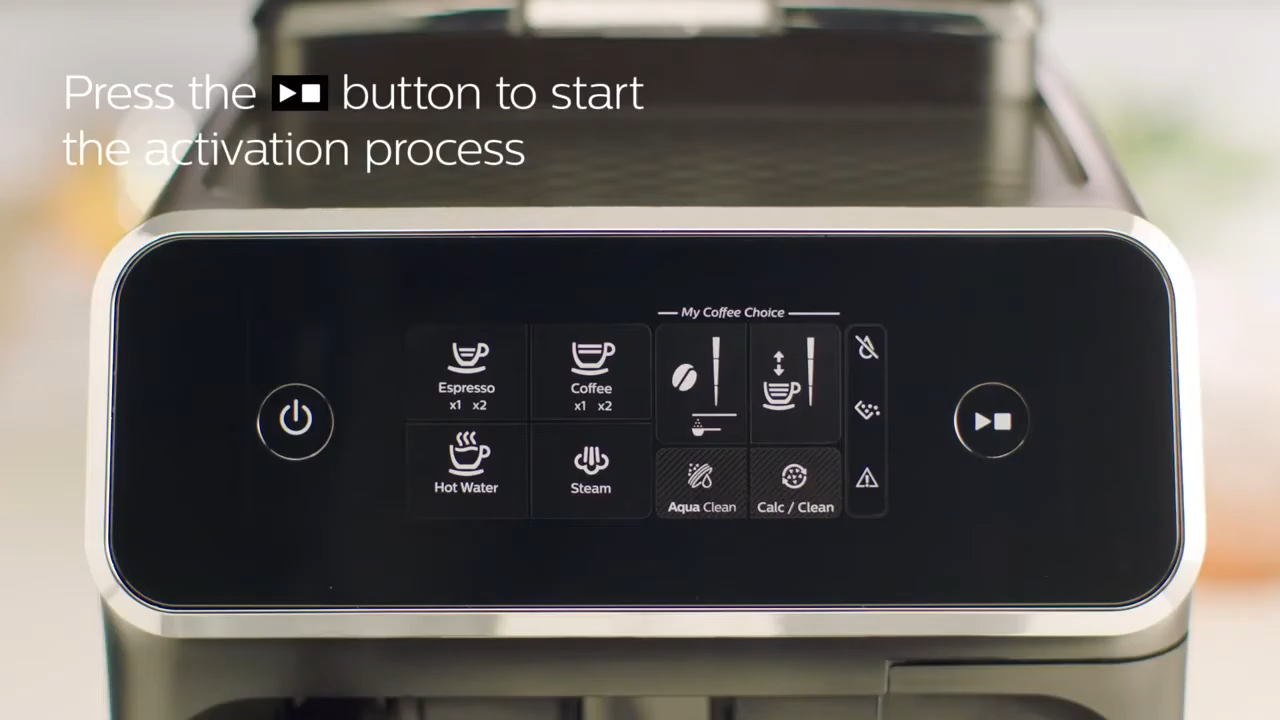 Press the ▶■ button to start
the activation process
My Coffee Choice
Espresso
x1 x2
Coffee
x1 x2
Hot Water
Steam
Aqua Clean
Calc / Clean